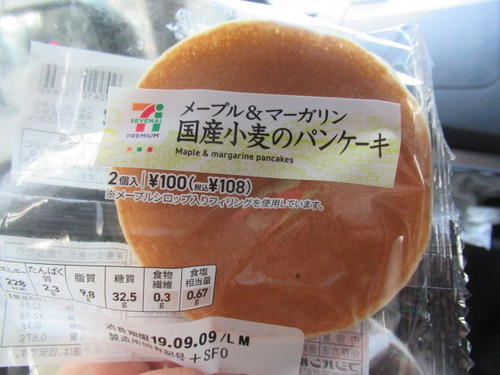 SEVEN&i
PREMIUM
メープル&マーガリン
国産小麦のパンケーキ
Maple & margarine pancakes
2個入 ¥100(税込¥108)
※メープルシロップ入りフィリングを使用しています。
たんぱく質 脂質 糖質 食物繊維 食塩相当量
228 2.3 9.8 32.5 0.3 0.67
19.09.09/LM
+SFO